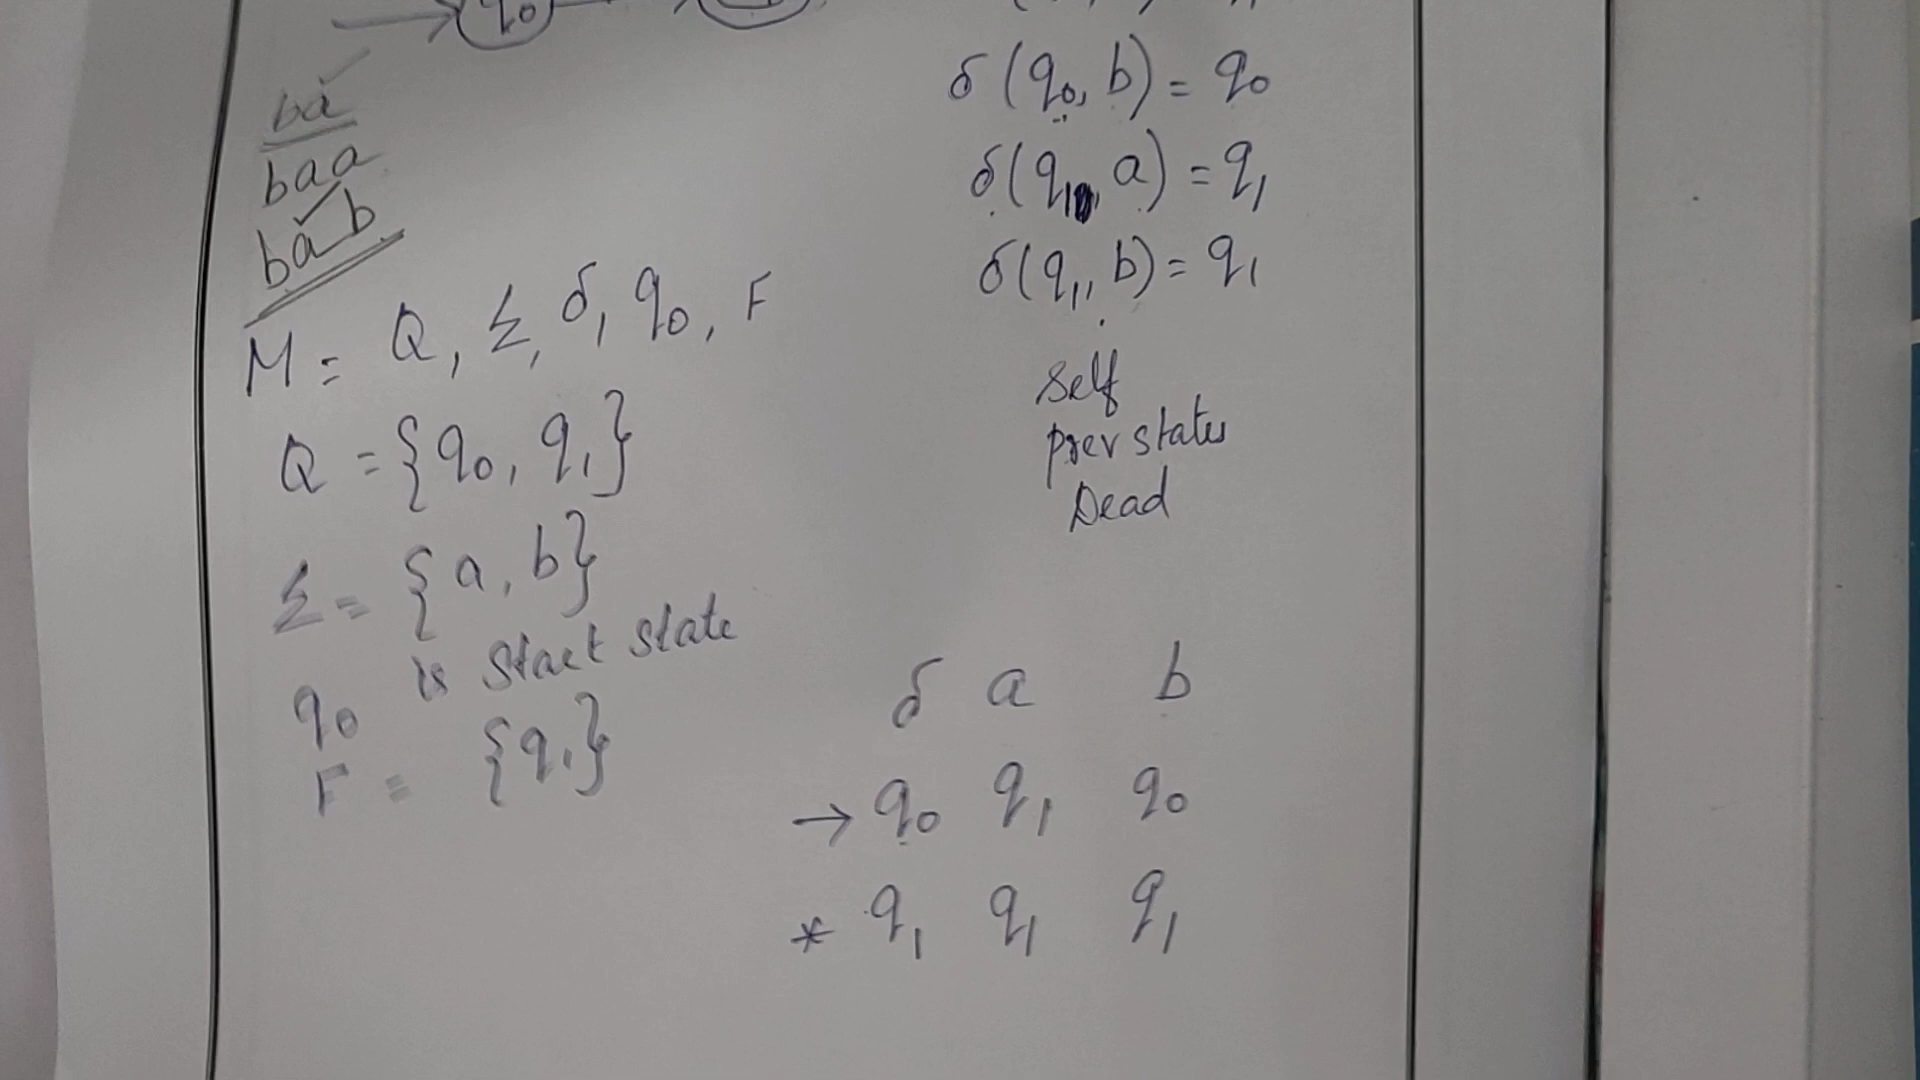 q0
ba ✓
baa
bab ✓
M = Q, Σ, δ, q0, F
Q = {q0, q1}
Σ = {a, b}
q0 is start state
F = {q1}
δ(q0, b) = q0
δ(q1, a) = q1
δ(q1, b) = q1
self
prev states
Dead
δ a b
→ q0 q1 q0
* q1 q1 q1